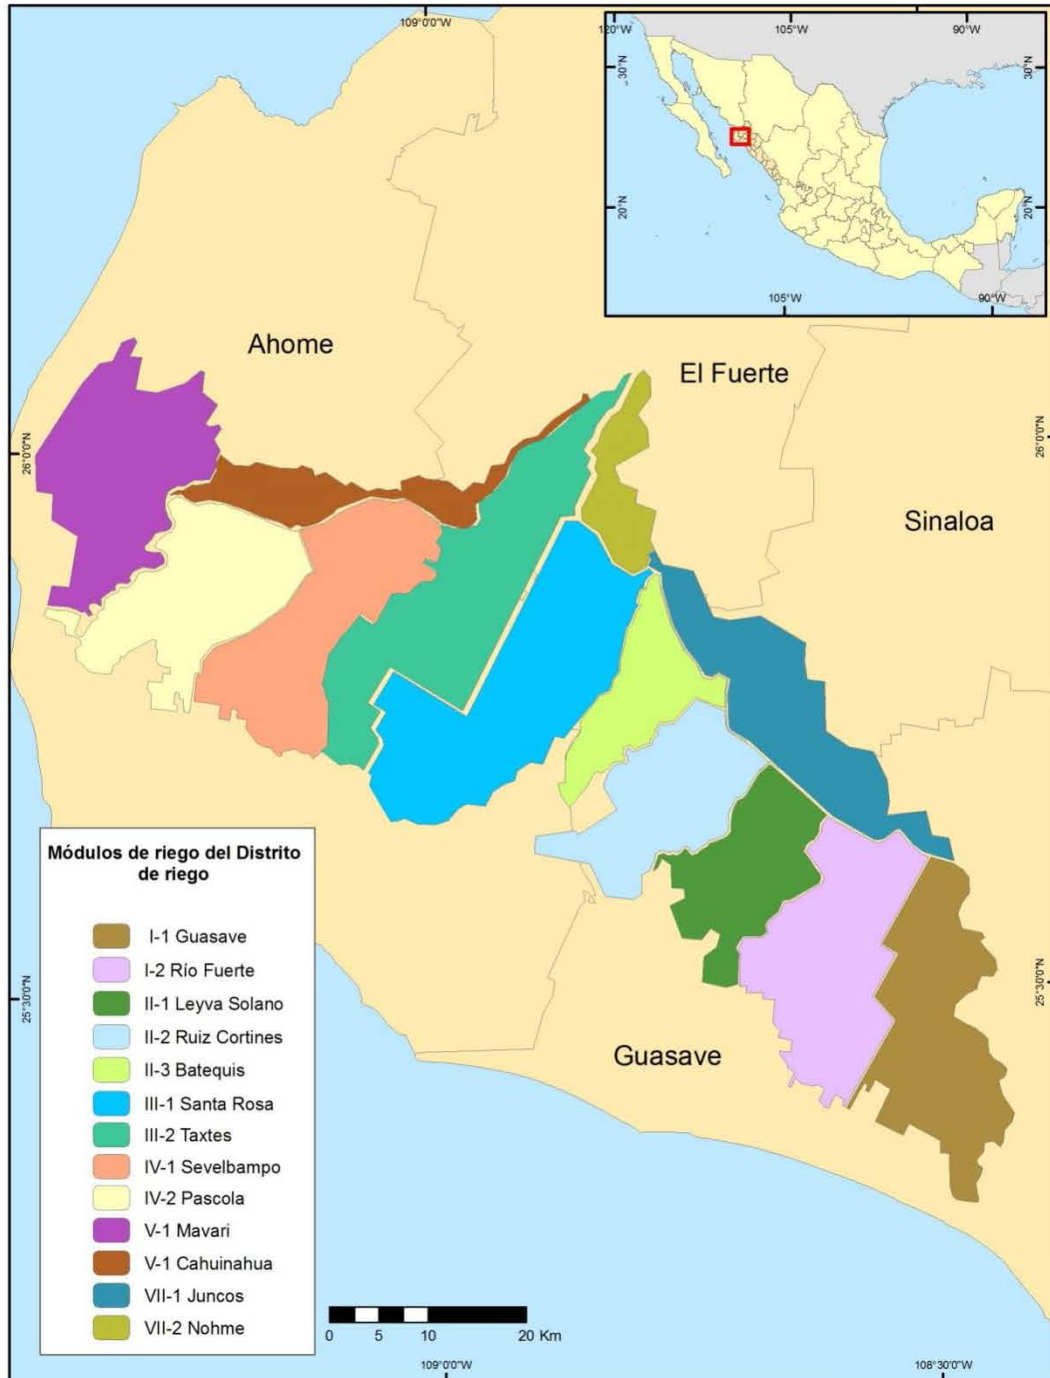 109°0'0"W
120°W
105°W
90°W
30°N
30°N
20°N
20°N
105°W
90°W
Ahome
El Fuerte
26°0'0"N
26°0'0"N
Sinaloa
Módulos de riego del Distrito
de riego
I-1 Guasave
I-2 Río Fuerte
II-1 Leyva Solano
II-2 Ruiz Cortines
II-3 Batequis
III-1 Santa Rosa
III-2 Taxtes
IV-1 Sevelbampo
IV-2 Pascola
V-1 Mavari
V-1 Cahuinahua
VII-1 Juncos
VII-2 Nohme
25°30'0"N
25°30'0"N
Guasave
0 5 10 20 Km
109°0'0"W
108°30'0"W